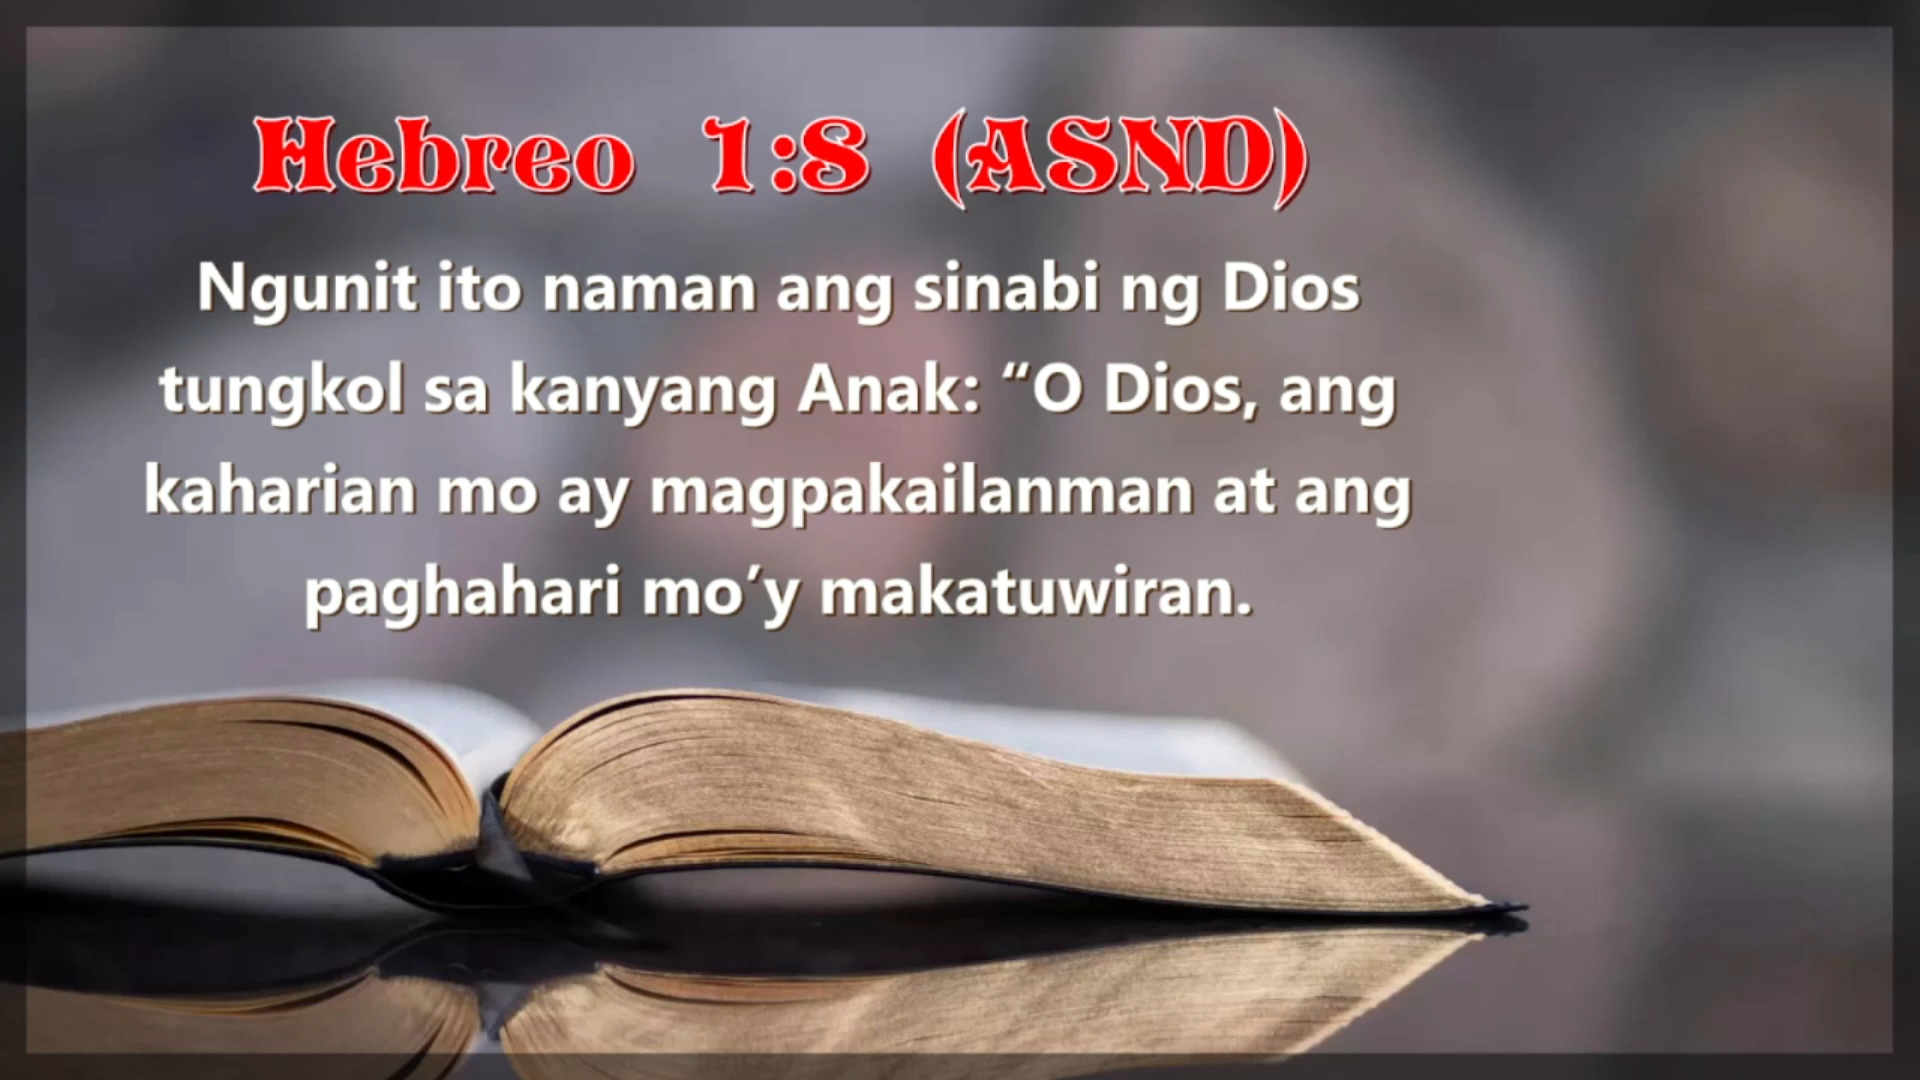 Hebreo 1:8 (ASND)
Ngunit ito naman ang sinabi ng Dios
tungkol sa kanyang Anak: “O Dios, ang
kaharian mo ay magpakailanman at ang
paghahari mo’y makatuwiran.